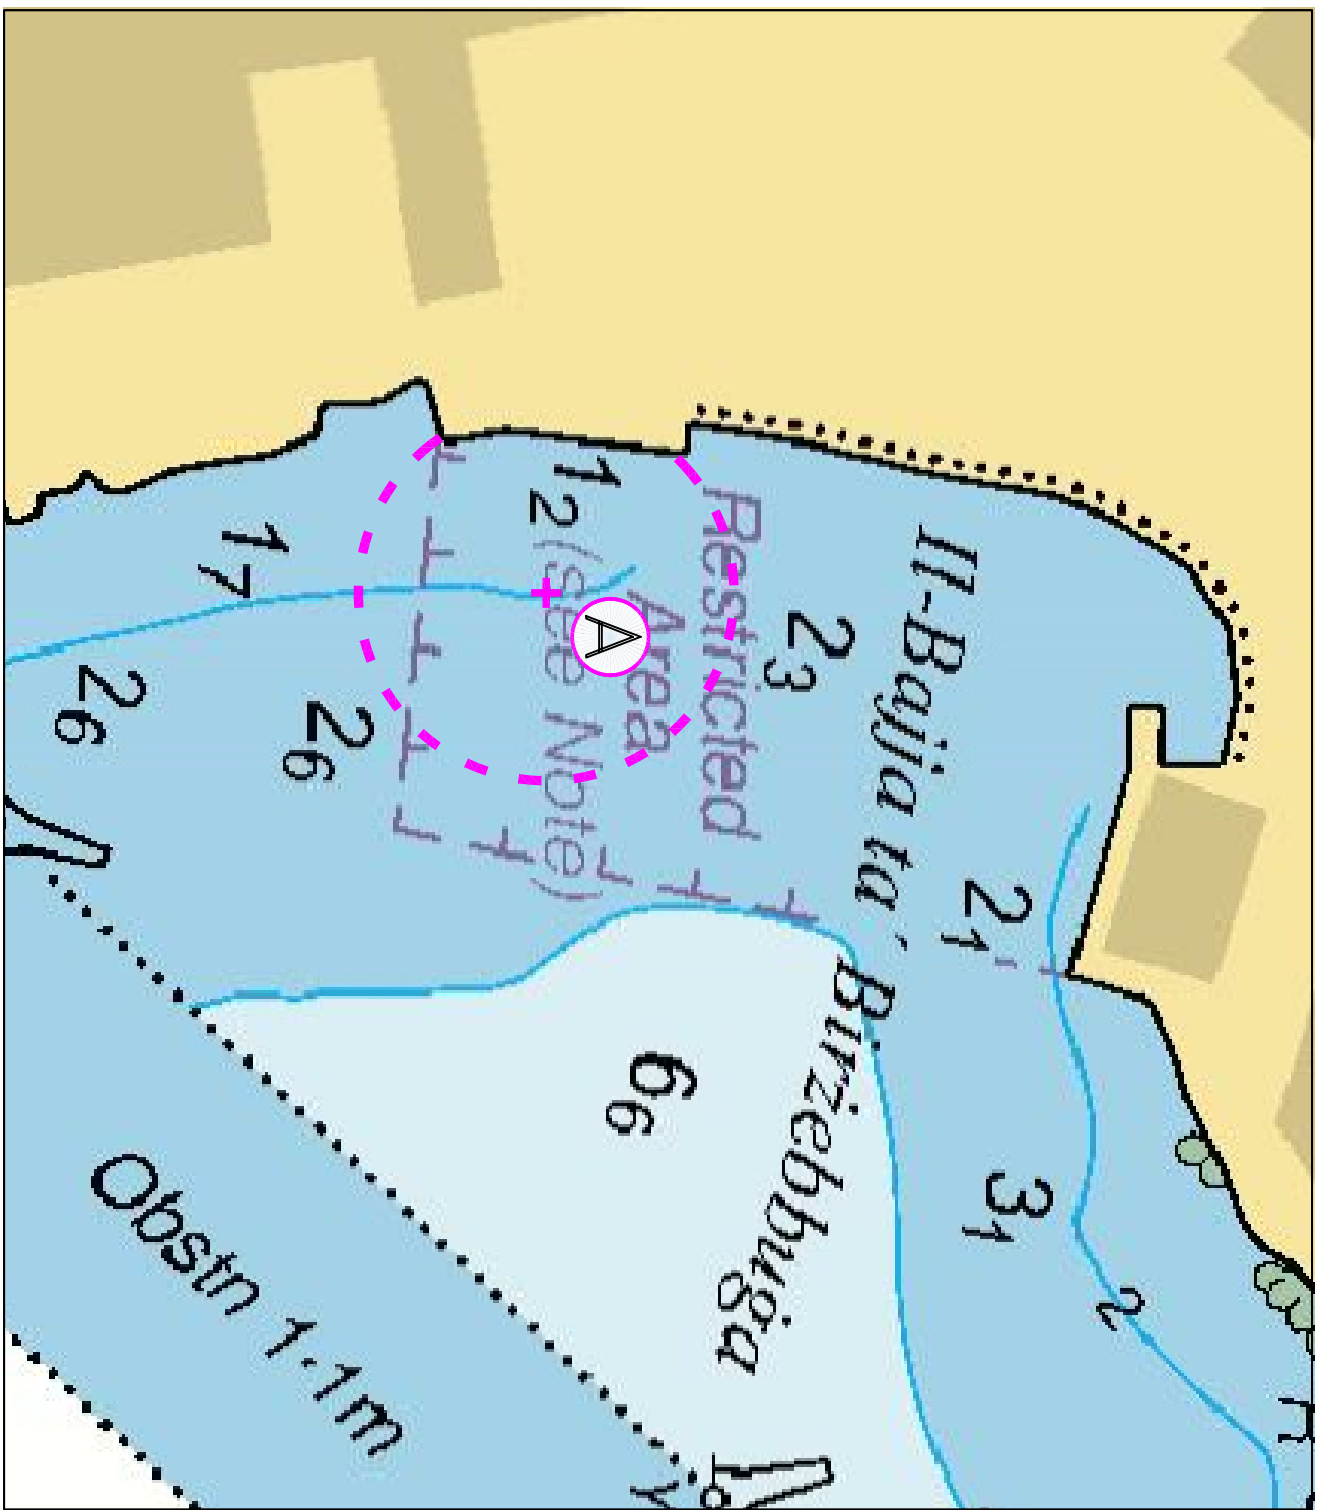 Il-Bajja ta' Birżebbuġa
Restricted
Area
(see Note)
A
1₂
1₇
2₃
2₆
2₆
2₁
6₆
3₁
2
Obstn 1·1m